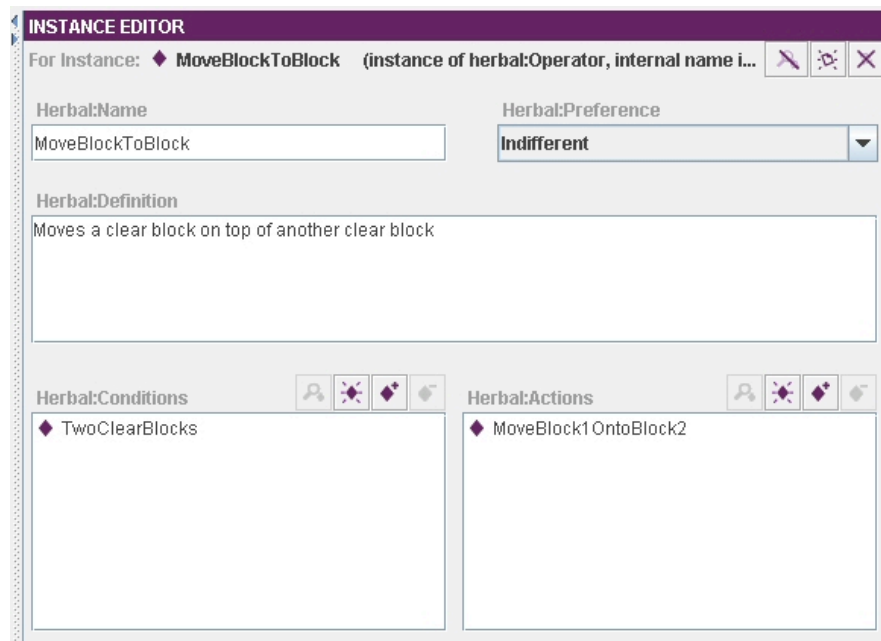 INSTANCE EDITOR
For Instance: MoveBlockToBlock (instance of herbal:Operator, internal name i...
Herbal:Name
Herbal:Preference
MoveBlockToBlock
Indifferent
Herbal:Definition
Moves a clear block on top of another clear block
Herbal:Conditions
Herbal:Actions
TwoClearBlocks
MoveBlock1OntoBlock2